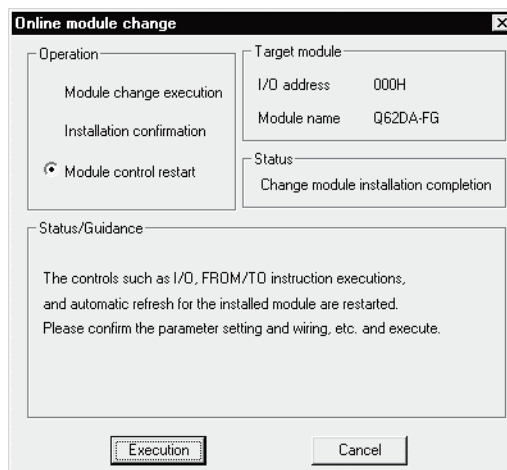 Online module change
Operation
Module change execution
Installation confirmation
Module control restart
Target module
I/O address 000H
Module name Q62DA-FG
Status
Change module installation completion
Status/Guidance
The controls such as I/O, FROM/TO instruction executions,
and automatic refresh for the installed module are restarted.
Please confirm the parameter setting and wiring, etc. and execute.
Execution
Cancel